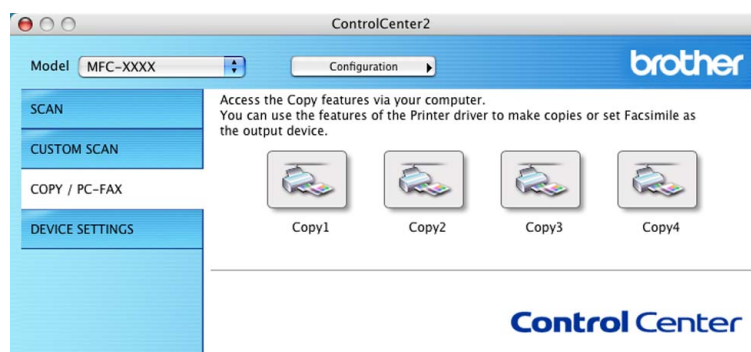 ControlCenter2
Model MFC-XXXX Configuration brother
SCAN
CUSTOM SCAN
COPY / PC-FAX
DEVICE SETTINGS
Access the Copy features via your computer.
You can use the features of the Printer driver to make copies or set Facsimile as
the output device.
Copy1 Copy2 Copy3 Copy4
Control Center